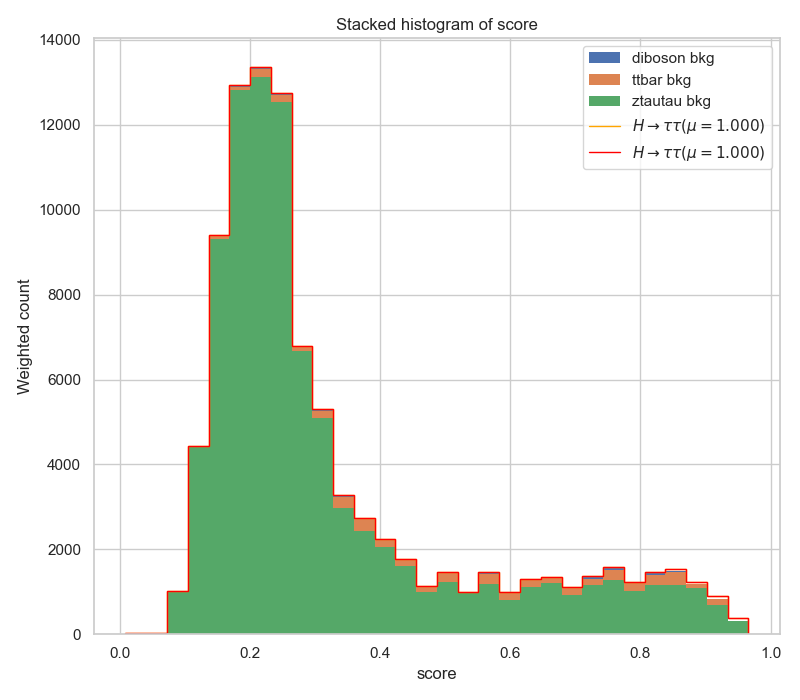 Stacked histogram of score
14000
12000
10000
8000
6000
4000
2000
0
Weighted count
diboson bkg
ttbar bkg
ztautau bkg
H → ττ(μ = 1.000)
H → ττ(μ = 1.000)
0.0 0.2 0.4 0.6 0.8 1.0
score